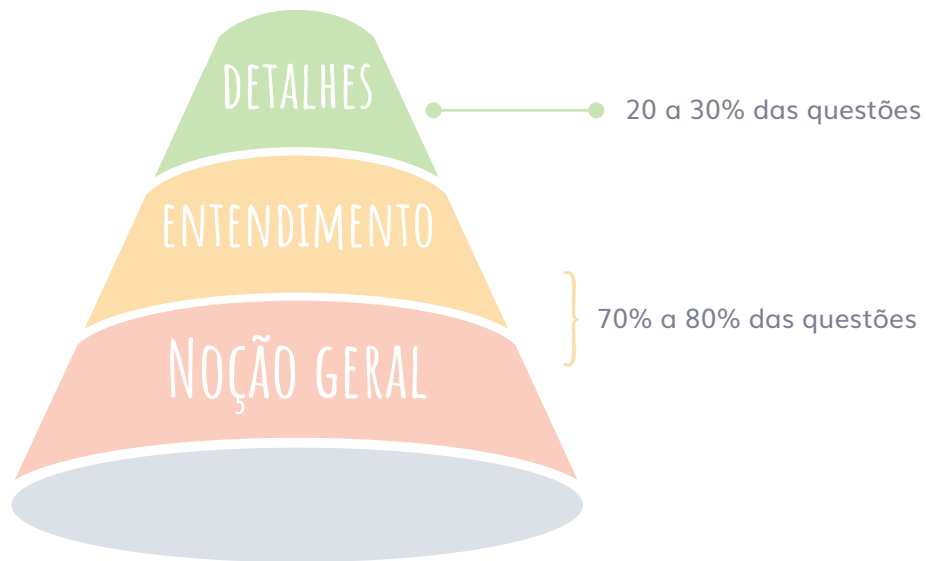 DETALHES
20 a 30% das questões
ENTENDIMENTO
70% a 80% das questões
NOÇÃO GERAL